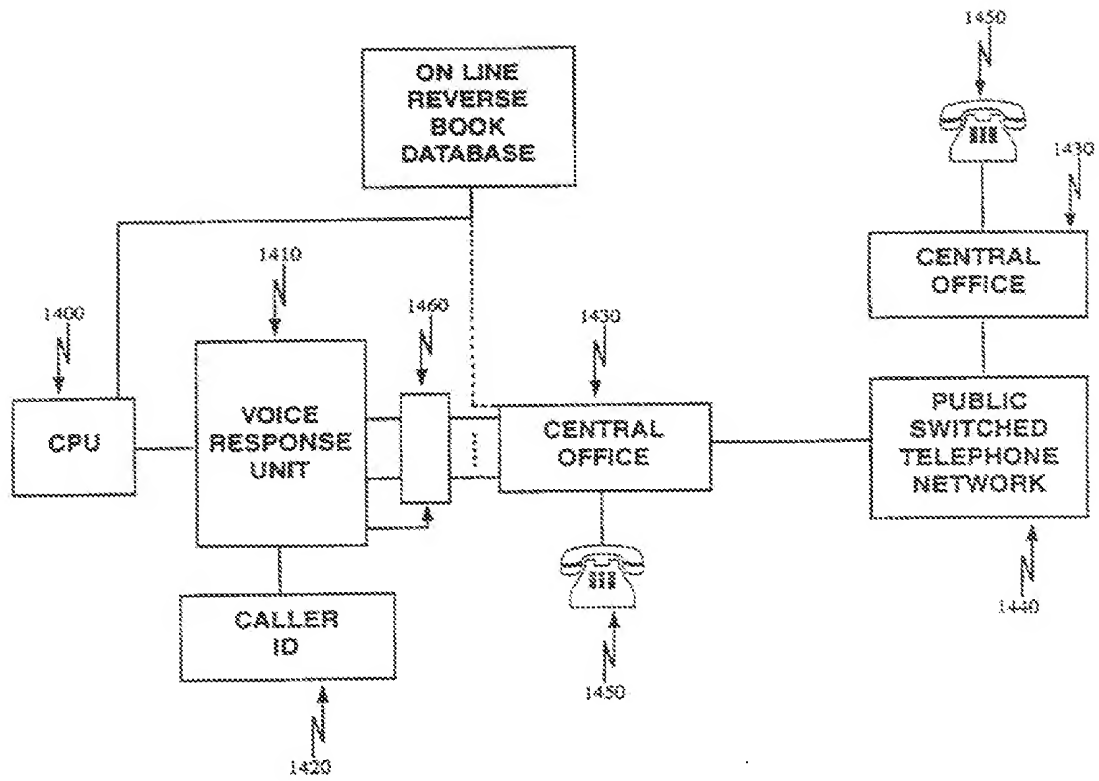 1450
ON LINE
REVERSE
BOOK
DATABASE
1430
1410
1460
1430
1400
CENTRAL
OFFICE
CPU
VOICE
RESPONSE
UNIT
CENTRAL
OFFICE
PUBLIC
SWITCHED
TELEPHONE
NETWORK
CALLER
ID
1450
1440
1420